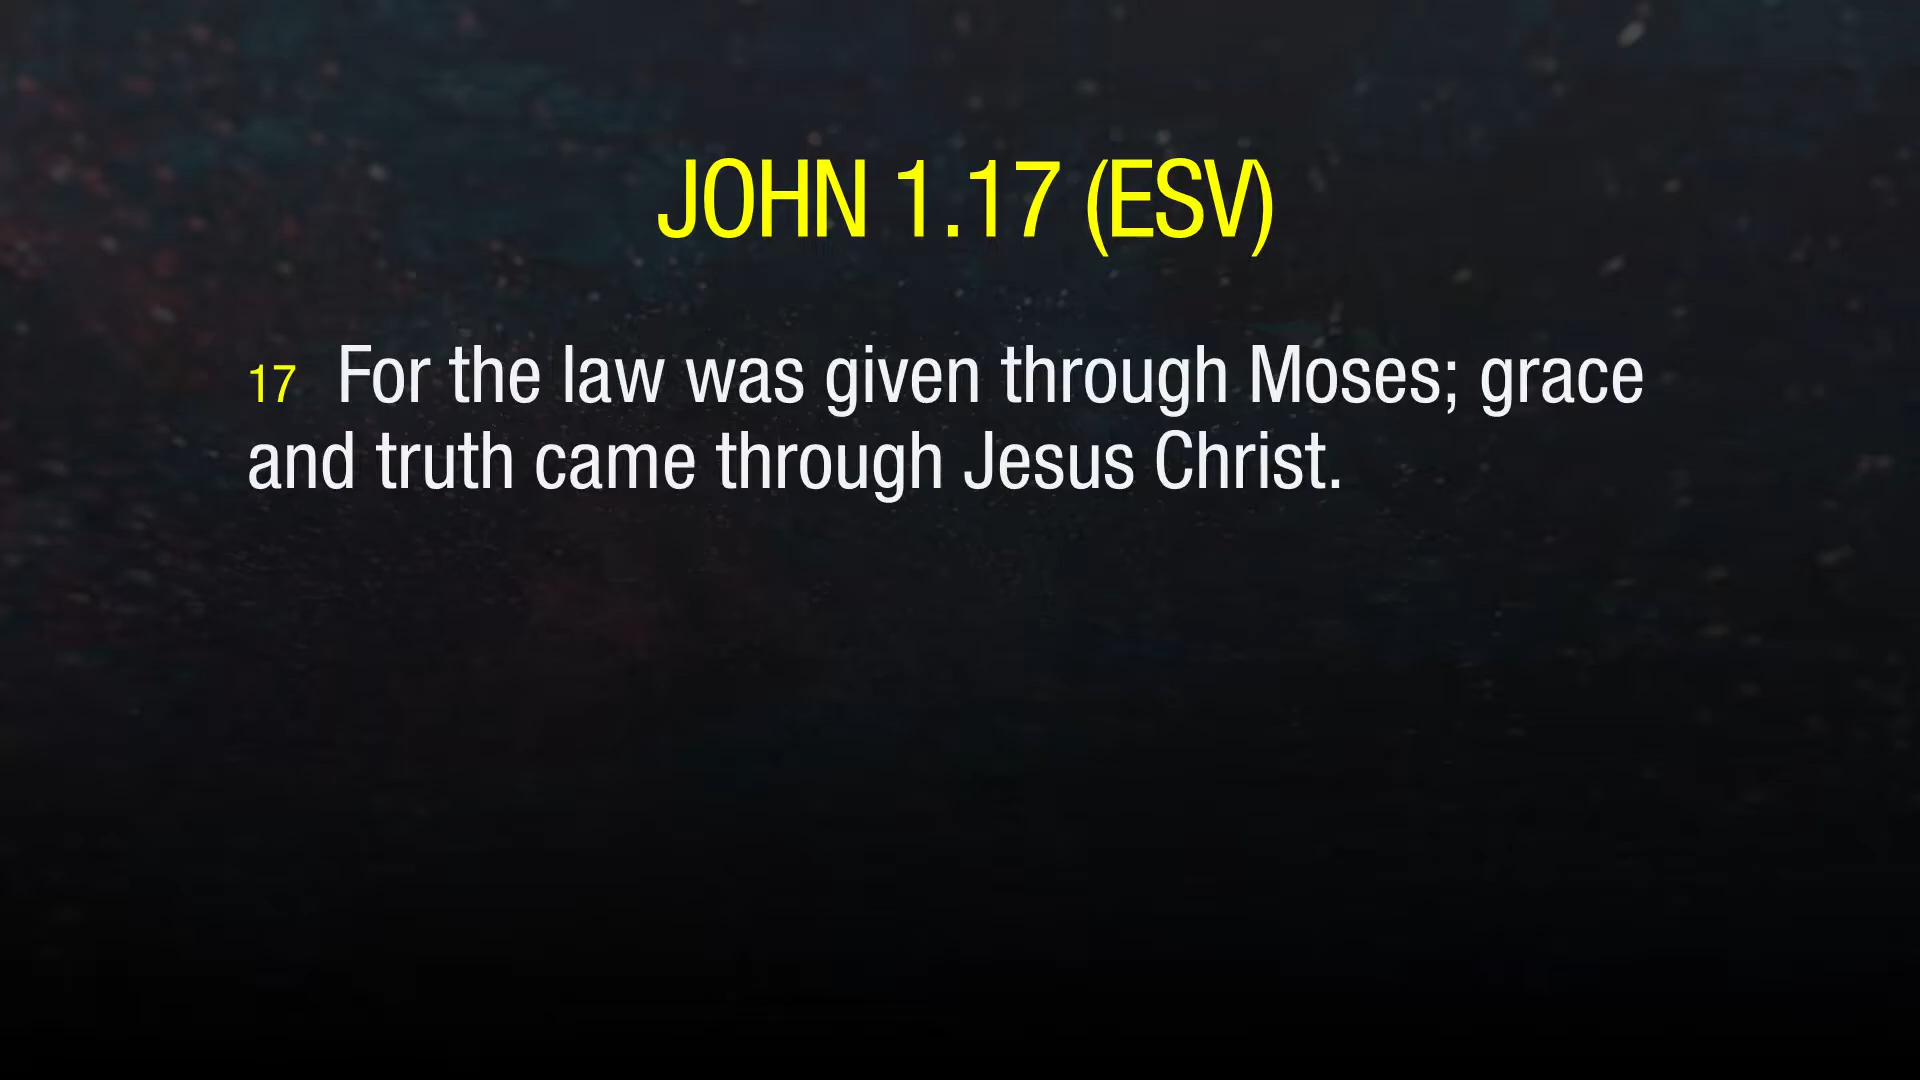 JOHN 1.17 (ESV)
17 For the law was given through Moses; grace
and truth came through Jesus Christ.